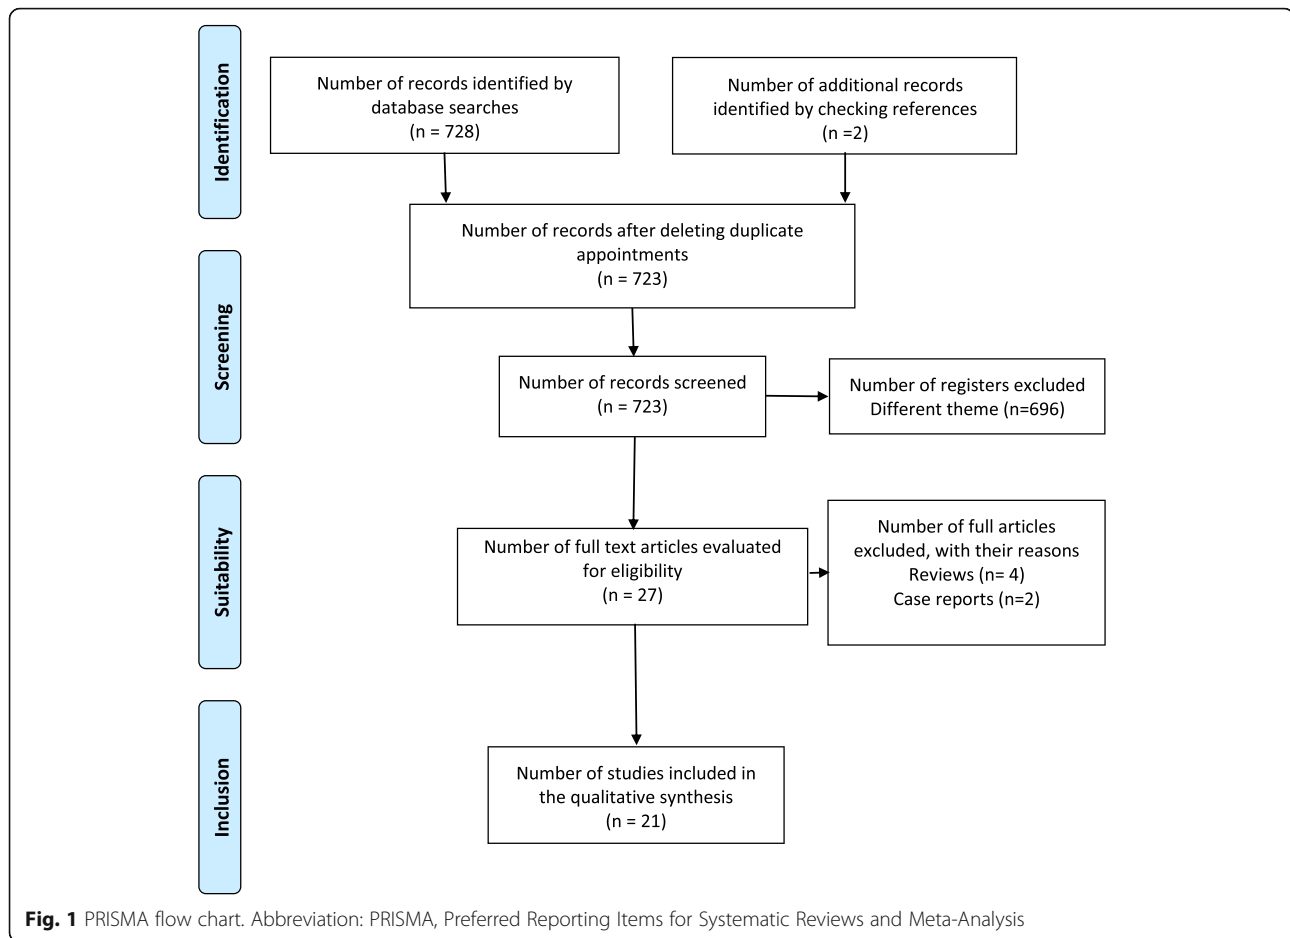 Identification
Number of records identified by
database searches
(n = 728)
Number of additional records
identified by checking references
(n =2)
Number of records after deleting duplicate
appointments
(n = 723)
Screening
Number of records screened
(n = 723)
Number of registers excluded
Different theme (n=696)
Suitability
Number of full text articles evaluated
for eligibility
(n = 27)
Number of full articles
excluded, with their reasons
Reviews (n= 4)
Case reports (n=2)
Inclusion
Number of studies included in
the qualitative synthesis
(n = 21)
Fig. 1 PRISMA flow chart. Abbreviation: PRISMA, Preferred Reporting Items for Systematic Reviews and Meta-Analysis